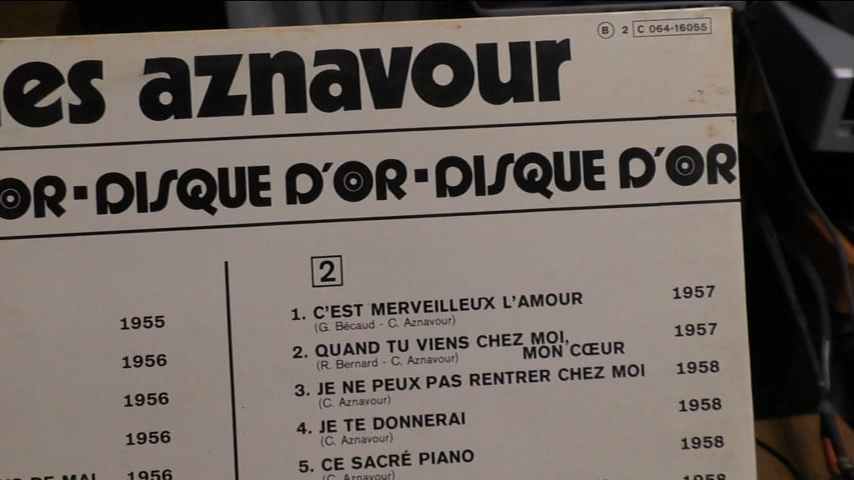 B 2 C 064-16055
es aznavour
OR · DISQUE D'OR · DISQUE D'OR
1955
1956
1956
1956
1956
2
1. C'EST MERVEILLEUX L'AMOUR 1957
(G. Bécaud - C. Aznavour)
2. QUAND TU VIENS CHEZ MOI, 1957
MON CŒUR
(R. Bernard - C. Aznavour)
3. JE NE PEUX PAS RENTRER CHEZ MOI 1958
(C. Aznavour)
4. JE TE DONNERAI 1958
(C. Aznavour)
5. CE SACRÉ PIANO 1958
(C. Aznavour)
1958